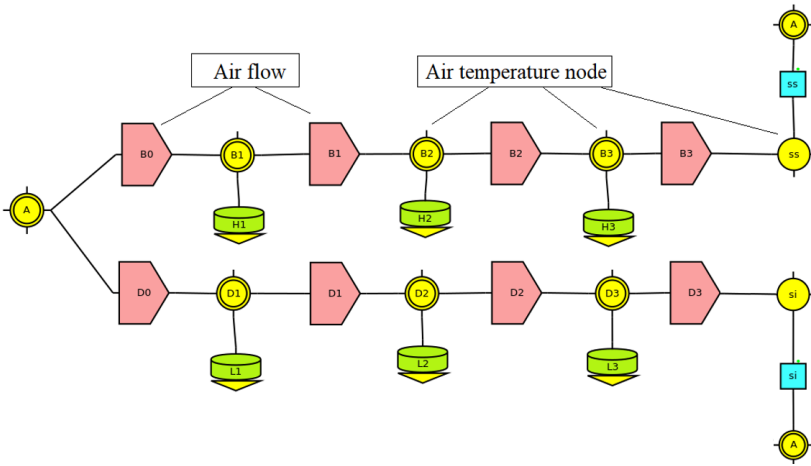 A
Air flow
Air temperature node
ss
B0
B1
B1
B2
B2
B3
B3
ss
A
H1
H2
H3
D0
D1
D1
D2
D2
D3
D3
si
L1
L2
L3
si
A